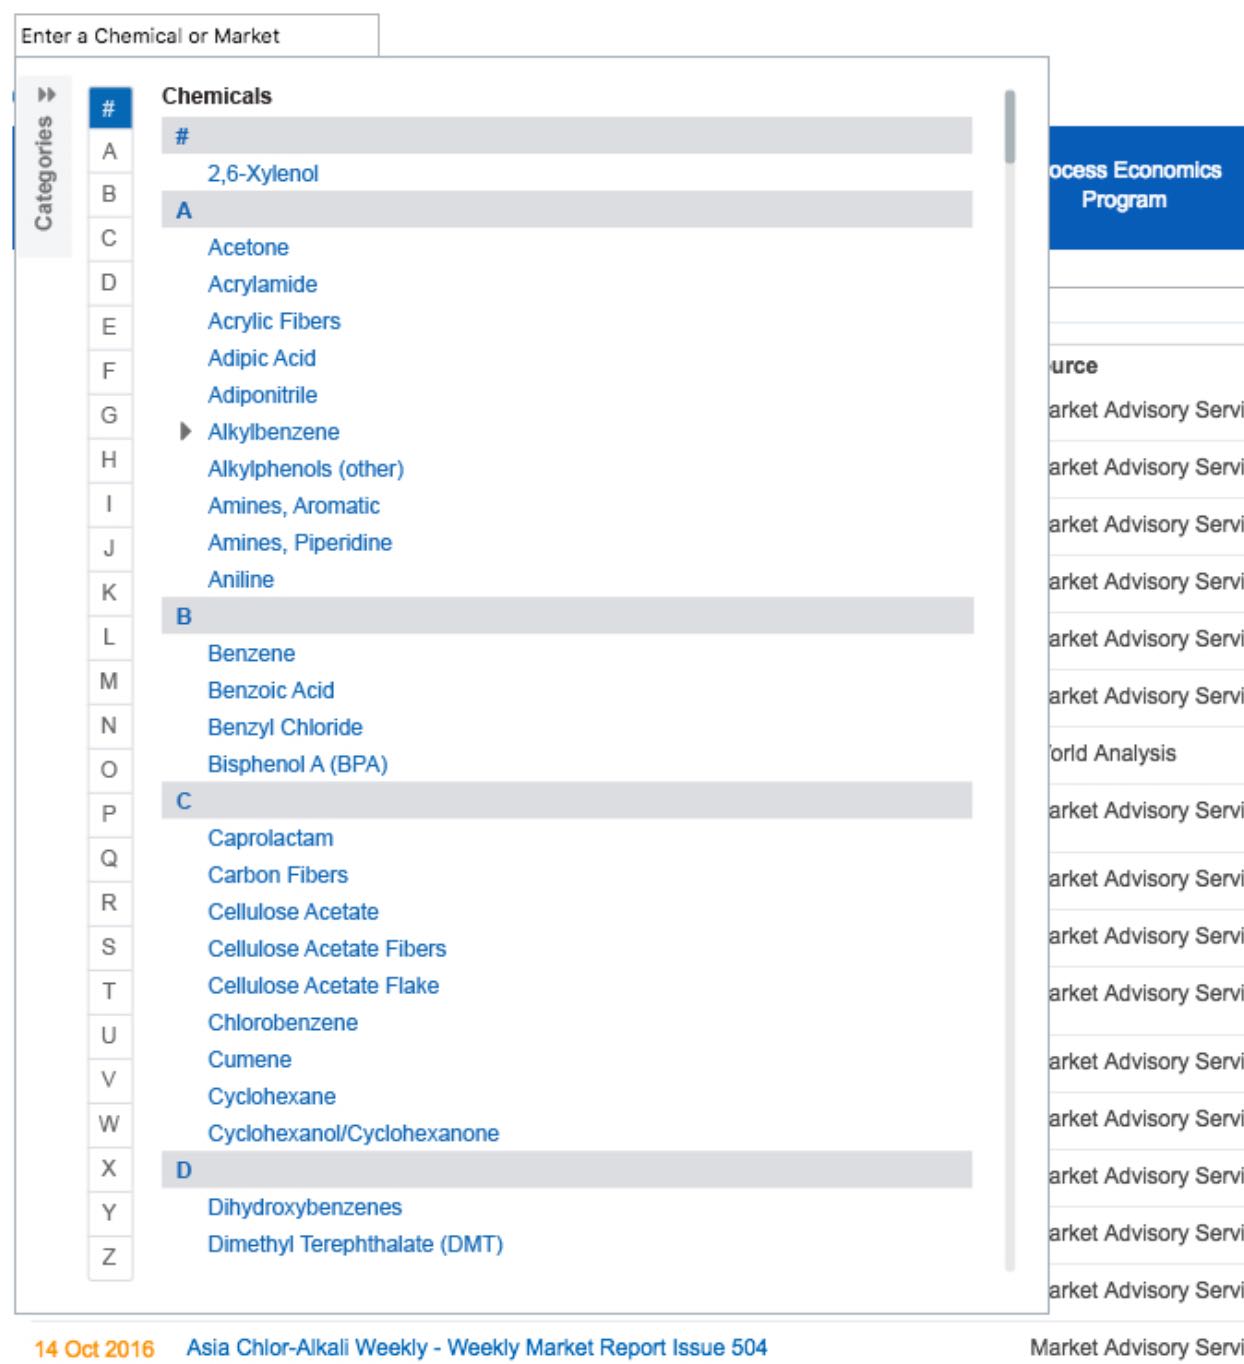 Enter a Chemical or Market
Categories
#
A
B
C
D
E
F
G
H
I
J
K
L
M
N
O
P
Q
R
S
T
U
V
W
X
Y
Z
Chemicals
#
2,6-Xylenol
A
Acetone
Acrylamide
Acrylic Fibers
Adipic Acid
Adiponitrile
Alkylbenzene
Alkylphenols (other)
Amines, Aromatic
Amines, Piperidine
Aniline
B
Benzene
Benzoic Acid
Benzyl Chloride
Bisphenol A (BPA)
C
Caprolactam
Carbon Fibers
Cellulose Acetate
Cellulose Acetate Fibers
Cellulose Acetate Flake
Chlorobenzene
Cumene
Cyclohexane
Cyclohexanol/Cyclohexanone
D
Dihydroxybenzenes
Dimethyl Terephthalate (DMT)
ocess Economics
Program
urce
arket Advisory Servi
arket Advisory Servi
arket Advisory Servi
arket Advisory Servi
arket Advisory Servi
arket Advisory Servi
orld Analysis
arket Advisory Servi
arket Advisory Servi
arket Advisory Servi
arket Advisory Servi
arket Advisory Servi
arket Advisory Servi
arket Advisory Servi
arket Advisory Servi
arket Advisory Servi
14 Oct 2016 Asia Chlor-Alkali Weekly - Weekly Market Report Issue 504 Market Advisory Servi